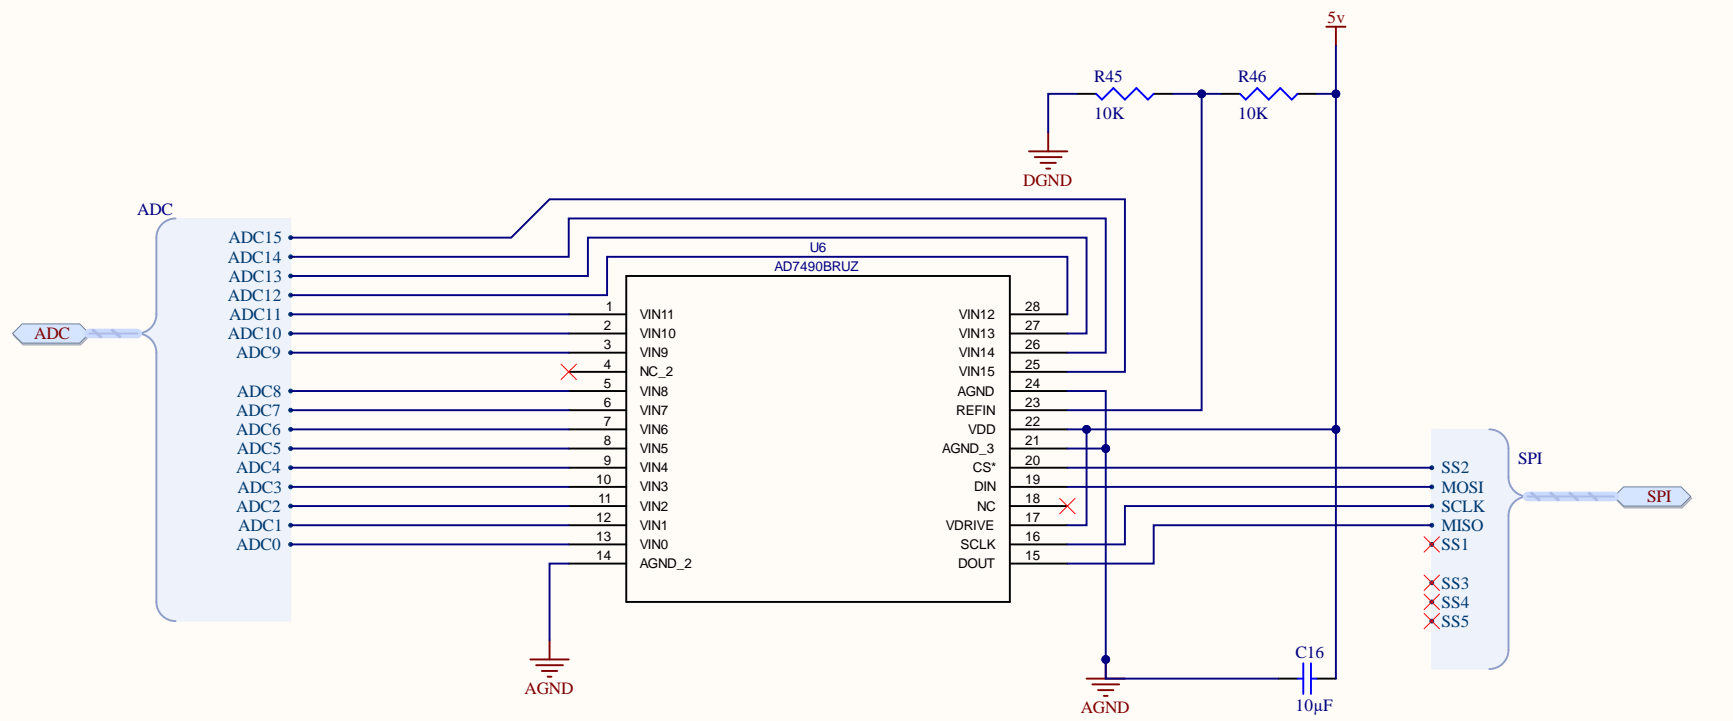 5v
R45
R46
10K
10K
DGND
ADC
ADC15
ADC14
ADC13
ADC12
ADC11
ADC10
ADC9
ADC8
ADC7
ADC6
ADC5
ADC4
ADC3
ADC2
ADC1
ADC0
ADC
U6
AD7490BRUZ
1 VIN11
2 VIN10
3 VIN9
4 NC_2
5 VIN8
6 VIN7
7 VIN6
8 VIN5
9 VIN4
10 VIN3
11 VIN2
12 VIN1
13 VIN0
14 AGND_2
VIN12 28
VIN13 27
VIN14 26
VIN15 25
AGND 24
REFIN 23
VDD 22
AGND_3 21
CS* 20
DIN 19
NC 18
VDRIVE 17
SCLK 16
DOUT 15
SPI
SS2
MOSI
SCLK
MISO
SS1
SS3
SS4
SS5
SPI
AGND
AGND
C16
10µF